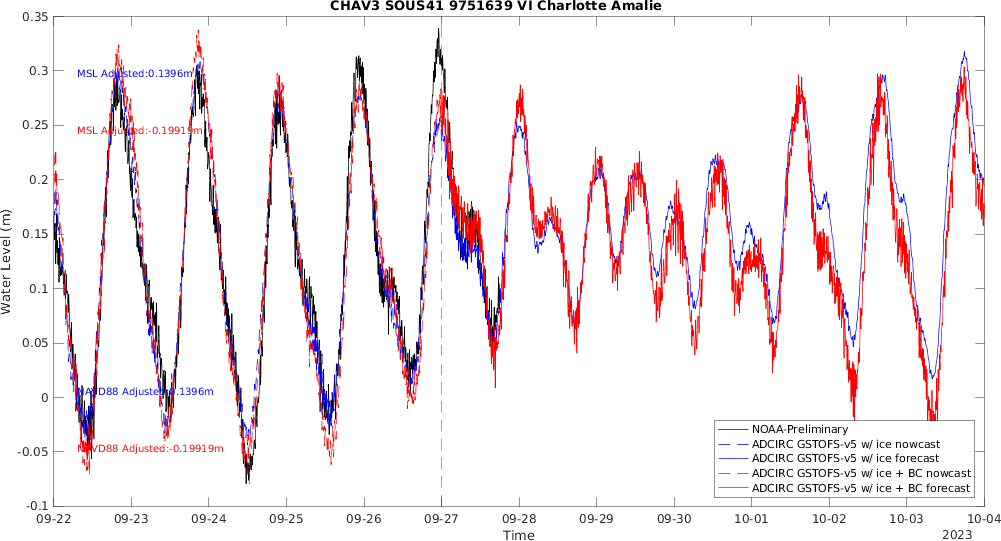 CHAV3 SOUS41 9751639 VI Charlotte Amalie
0.35
0.3
0.25
0.2
0.15
0.1
0.05
0
-0.05
-0.1
Water Level (m)
MSL Adjusted:0.1396m
MSL Adjusted:-0.19919m
NAVD88 Adjusted:0.1396m
NAVD88 Adjusted:-0.19919m
NOAA-Preliminary
ADCIRC GSTOFS-v5 w/ ice nowcast
ADCIRC GSTOFS-v5 w/ ice forecast
ADCIRC GSTOFS-v5 w/ ice + BC nowcast
ADCIRC GSTOFS-v5 w/ ice + BC forecast
09-22 09-23 09-24 09-25 09-26 09-27 09-28 09-29 09-30 10-01 10-02 10-03 10-04
Time
2023